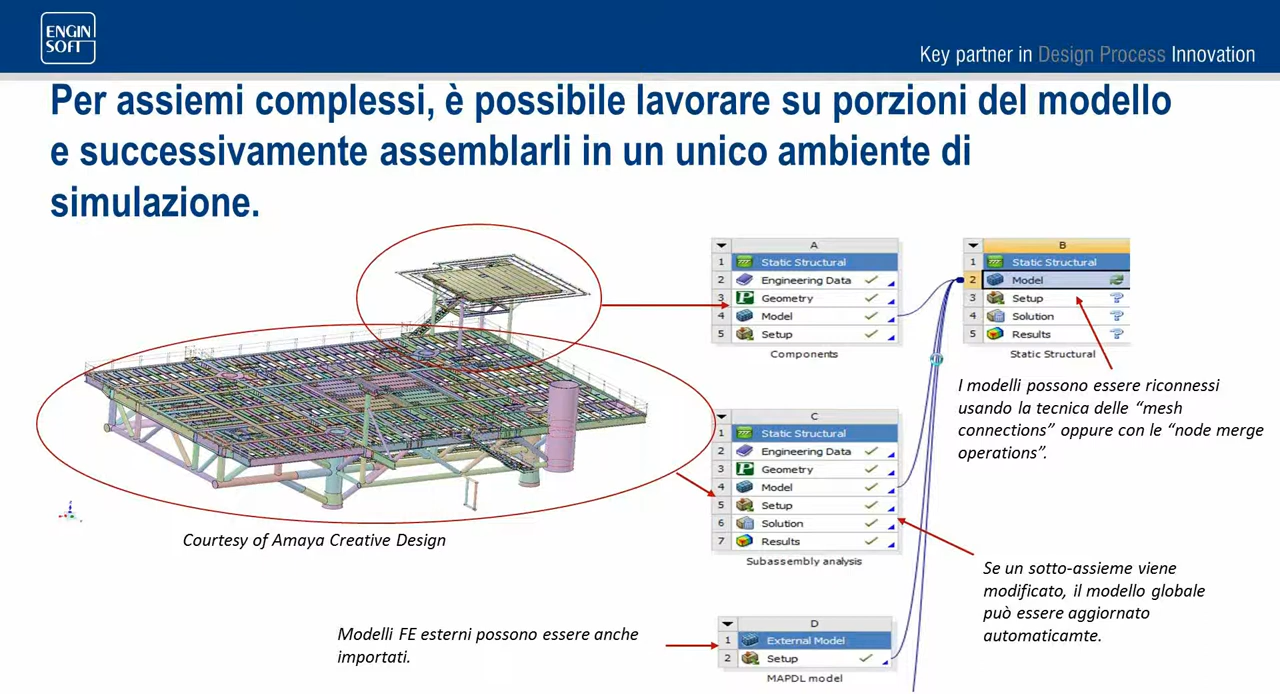 ENGIN
SOFT
Key partner in Design Process Innovation
Per assiemi complessi, è possibile lavorare su porzioni del modello
e successivamente assemblarli in un unico ambiente di
simulazione.
A
1 Static Structural
2 Engineering Data
3 Geometry
4 Model
5 Setup
Components
B
1 Static Structural
2 Model
3 Setup
4 Solution
5 Results
Static Structural
I modelli possono essere riconnessi
usando la tecnica delle “mesh
connections” oppure con le “node merge
operations”.
C
1 Static Structural
2 Engineering Data
3 Geometry
4 Model
5 Setup
6 Solution
7 Results
Subassembly analysis
Courtesy of Amaya Creative Design
Se un sotto-assieme viene
modificato, il modello globale
può essere aggiornato
automaticamte.
Modelli FE esterni possono essere anche
importati.
D
1 External Model
2 Setup
MAPDL model